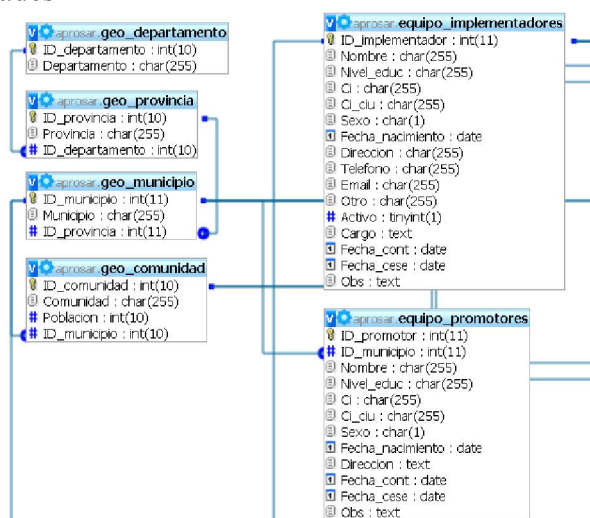 aprosar.geo_departamento
ID_departamento : int(10)
Departamento : char(255)
aprosar.geo_provincia
ID_provincia : int(10)
Provincia : char(255)
# ID_departamento : int(10)
aprosar.geo_municipio
ID_municipio : int(11)
Municipio : char(255)
# ID_provincia : int(11)
aprosar.geo_comunidad
ID_comunidad : int(10)
Comunidad : char(255)
# Poblacion : int(10)
# ID_municipio : int(10)
aprosar.equipo_implementadores
ID_implementador : int(11)
Nombre : char(255)
Nivel_educ : char(255)
Ci : char(255)
Ci_ciu : char(255)
Sexo : char(1)
Fecha_nacimiento : date
Direccion : char(255)
Telefono : char(255)
Email : char(255)
Otro : char(255)
# Activo : tinyint(1)
Cargo : text
Fecha_cont : date
Fecha_cese : date
Obs : text
aprosar.equipo_promotores
ID_promotor : int(11)
# ID_municipio : int(11)
Nombre : char(255)
Nivel_educ : char(255)
Ci : char(255)
Ci_ciu : char(255)
Sexo : char(1)
Fecha_nacimiento : date
Direccion : text
Fecha_cont : date
Fecha_cese : date
Obs : text